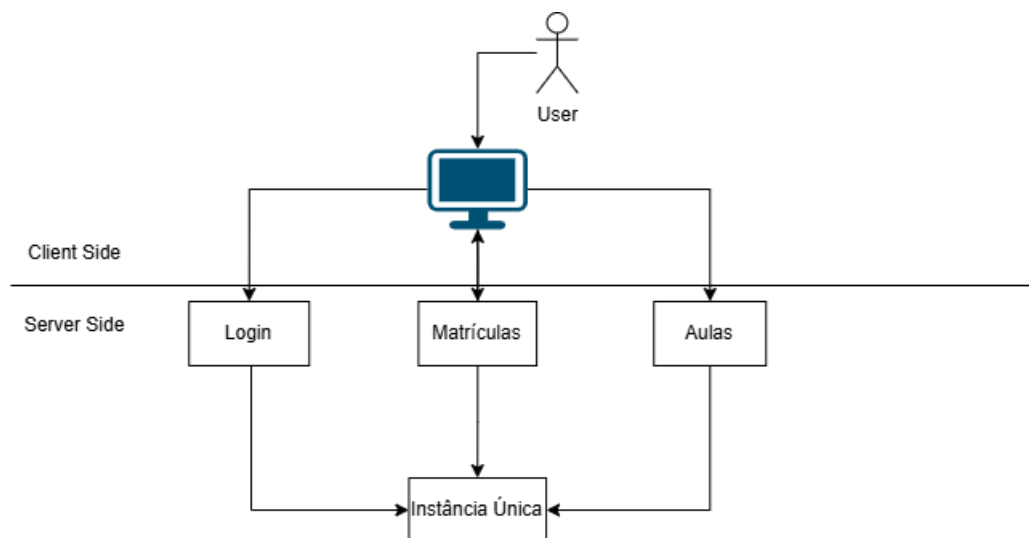 User
Client Side
Server Side
Login
Matrículas
Aulas
Instância Única